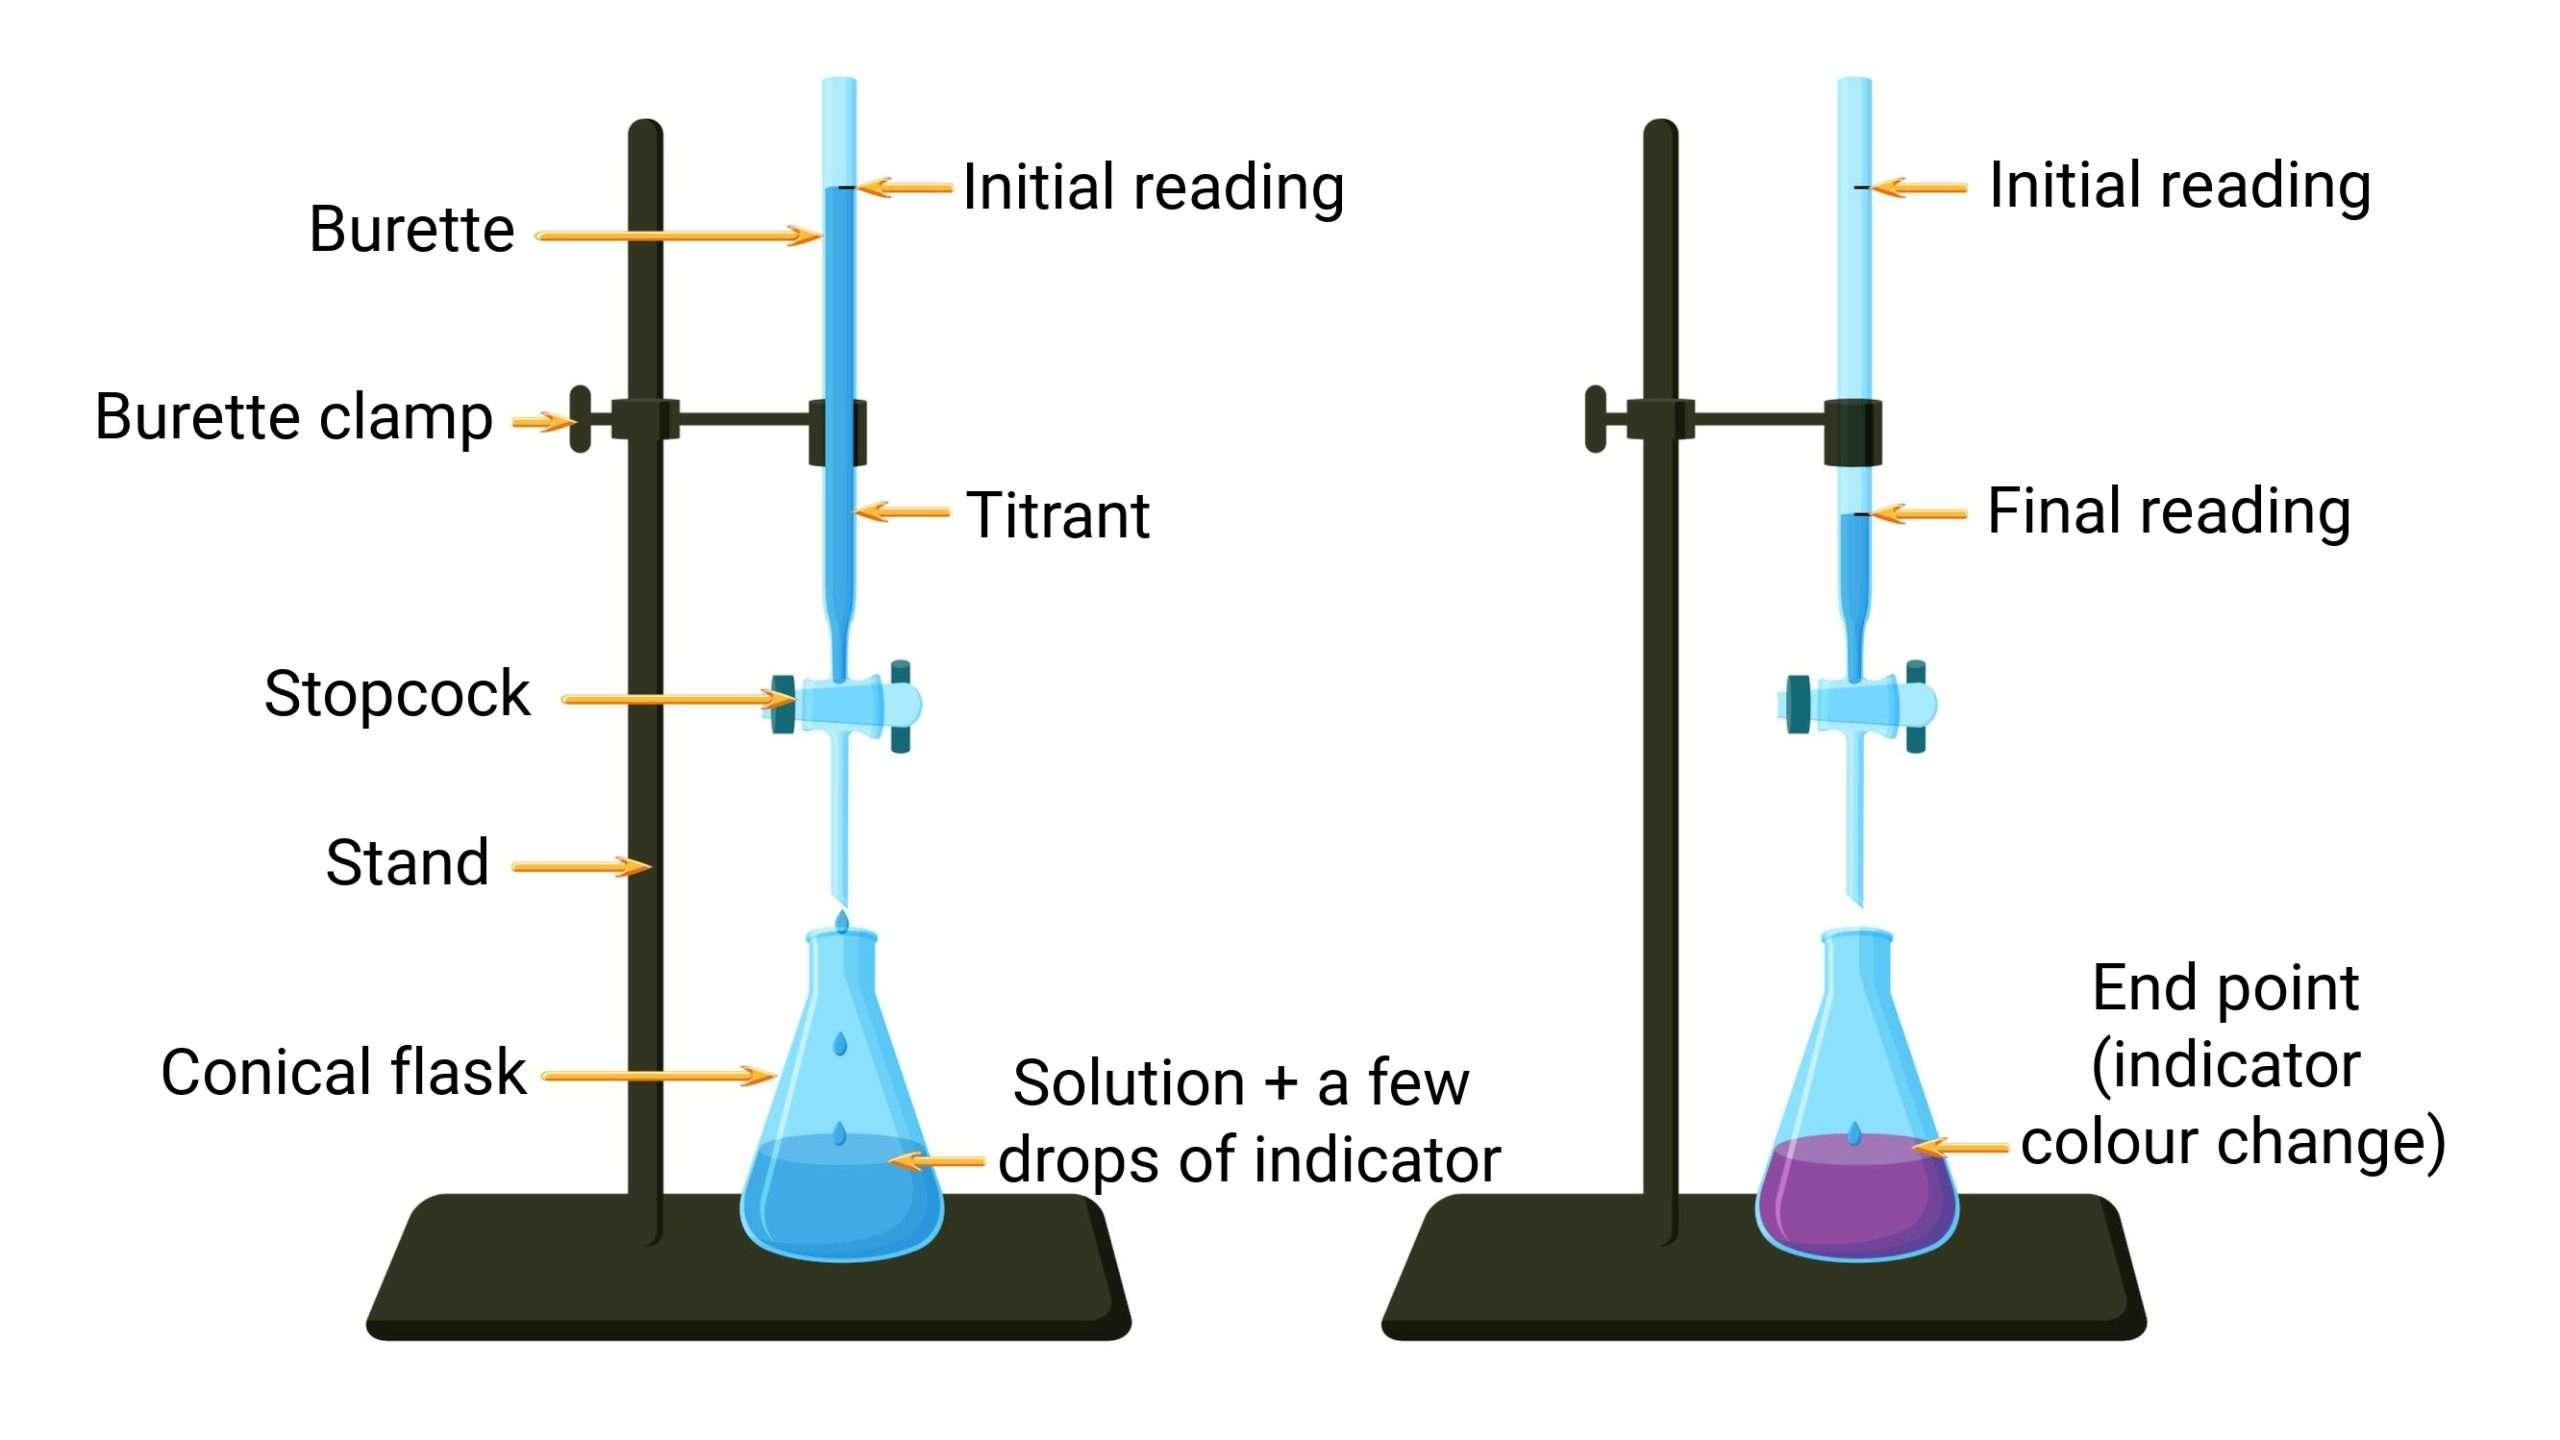 Burette
Burette clamp
Stopcock
Stand
Conical flask
Initial reading
Titrant
Solution + a few
drops of indicator
Initial reading
Final reading
End point
(indicator
colour change)